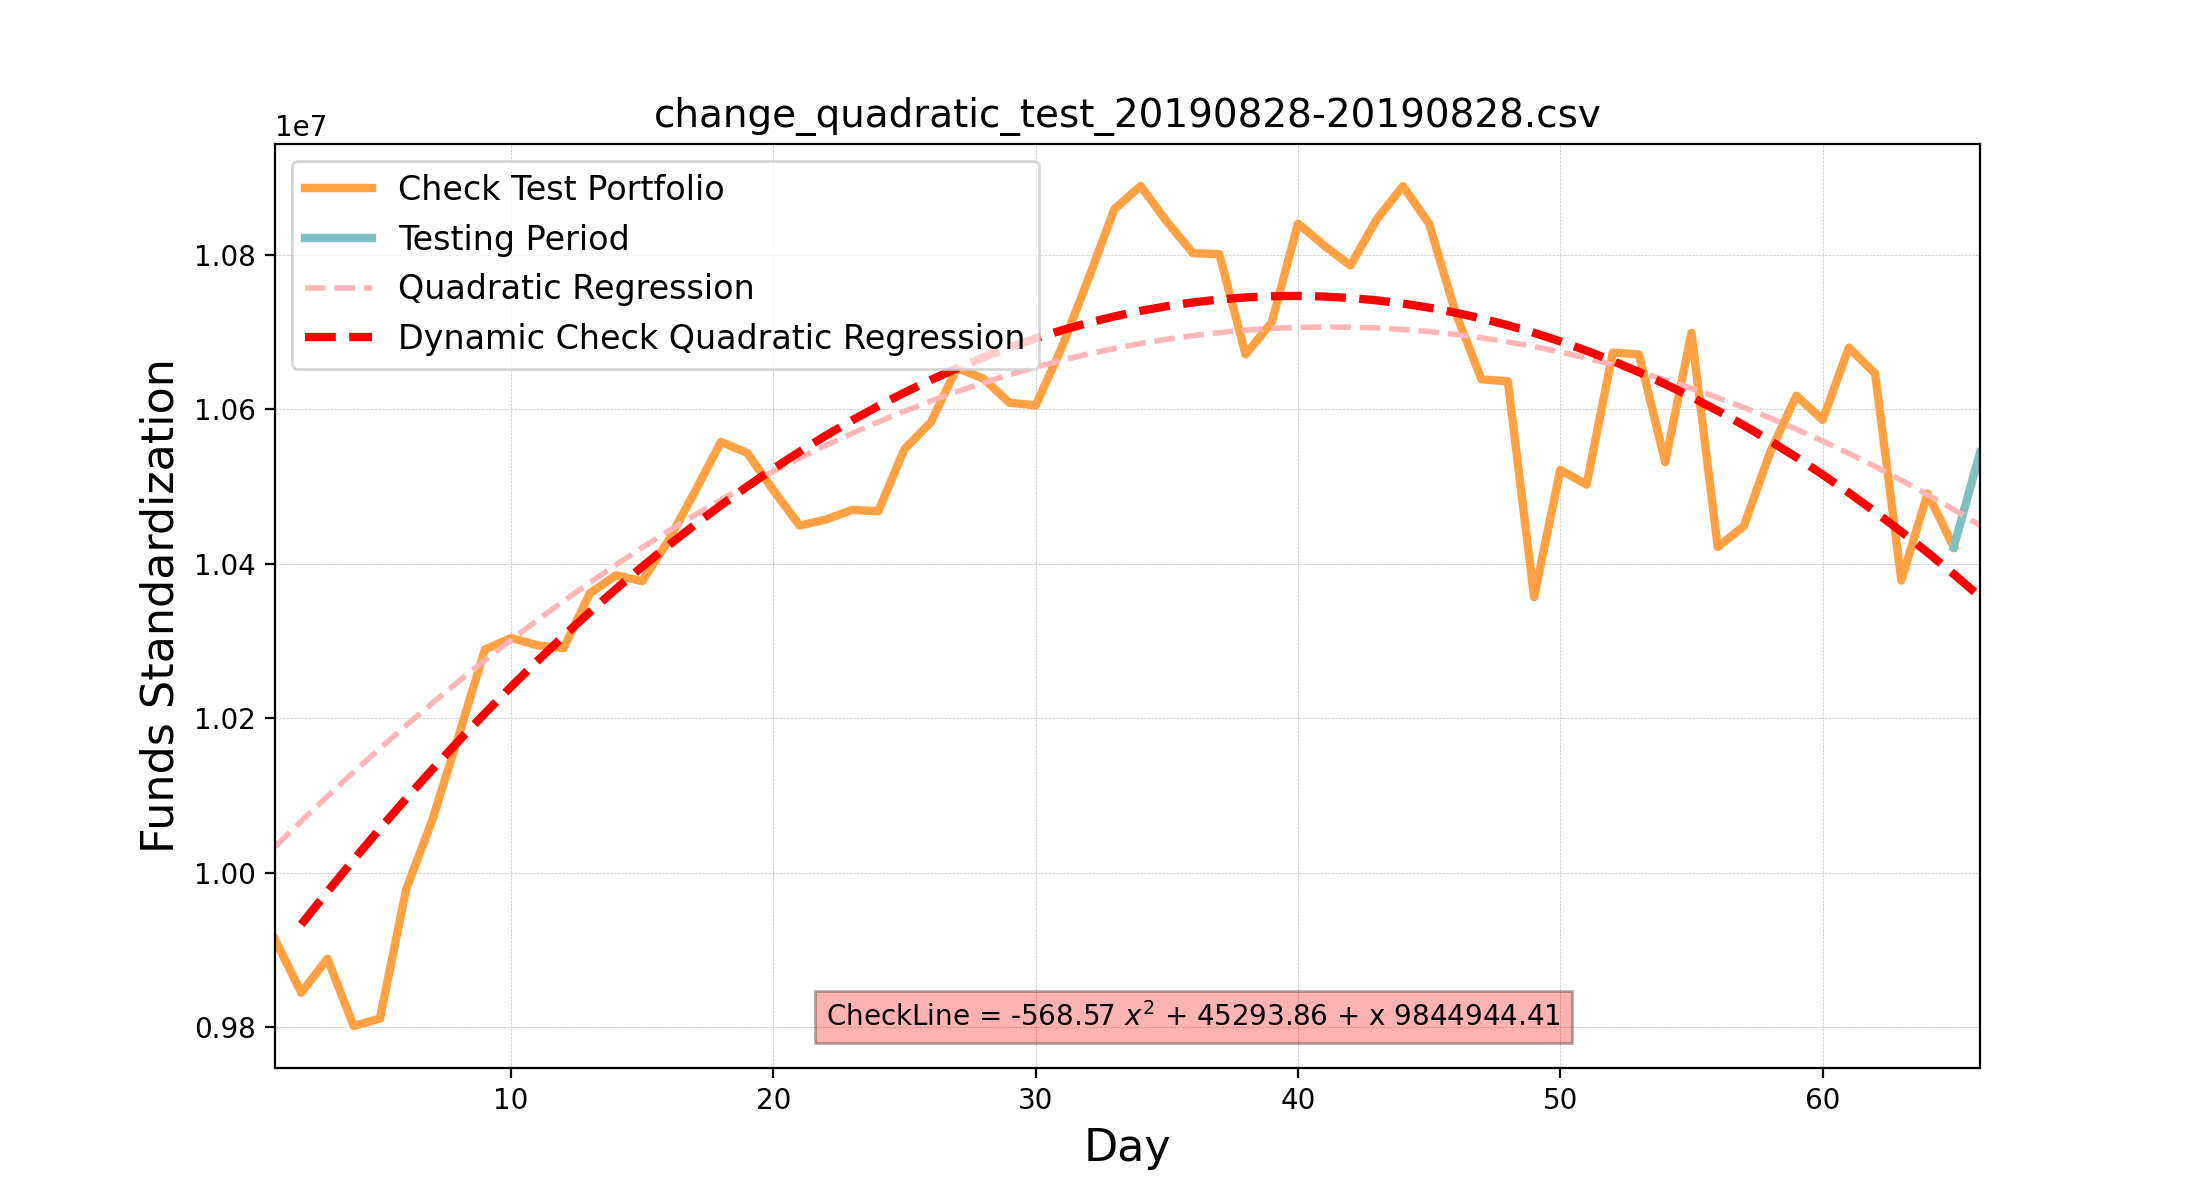 change_quadratic_test_20190828-20190828.csv
1e7
Check Test Portfolio
Testing Period
Quadratic Regression
Dynamic Check Quadratic Regression
1.08
1.06
1.04
1.02
1.00
0.98
Funds Standardization
CheckLine = -568.57 x² + 45293.86 + x 9844944.41
10 20 30 40 50 60
Day